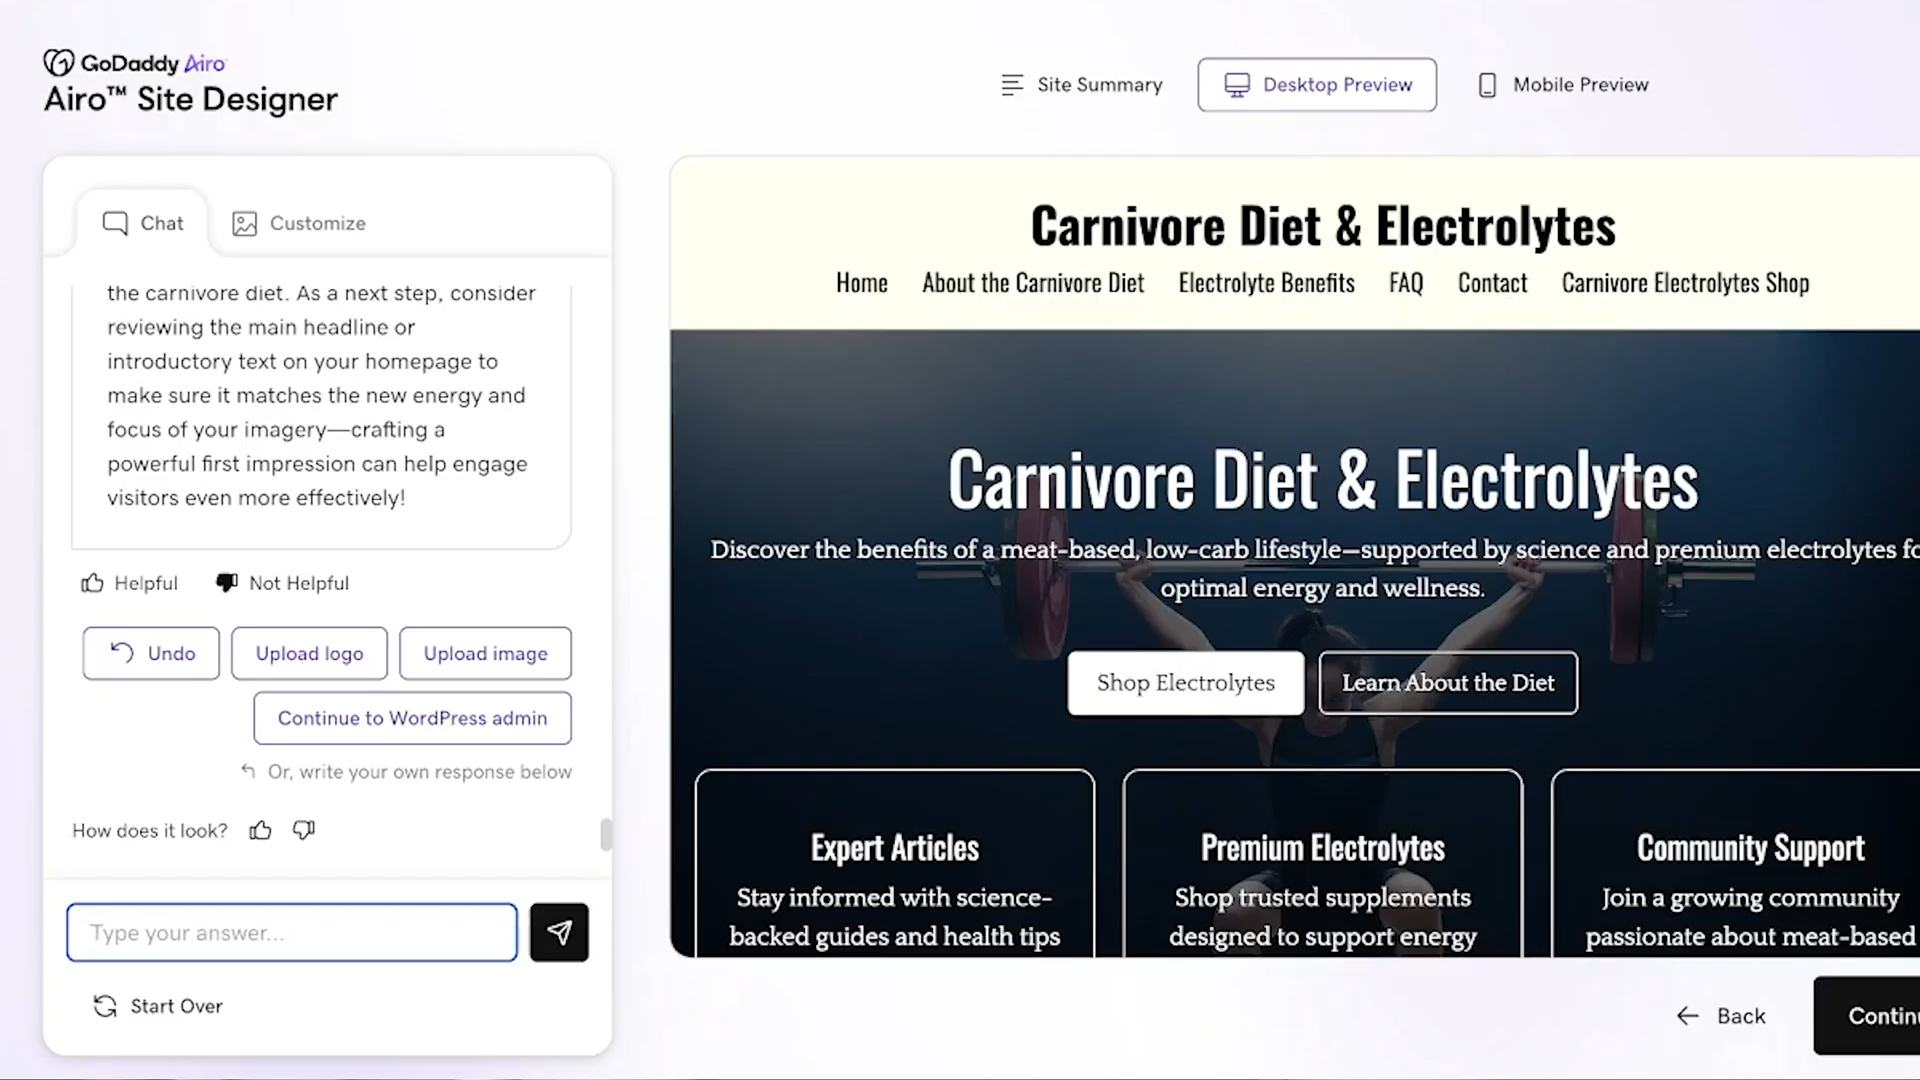 GoDaddy Airo
Airo™ Site Designer
Site Summary
Desktop Preview
Mobile Preview
Chat
Customize
the carnivore diet. As a next step, consider
reviewing the main headline or
introductory text on your homepage to
make sure it matches the new energy and
focus of your imagery—crafting a
powerful first impression can help engage
visitors even more effectively!
Helpful
Not Helpful
Undo
Upload logo
Upload image
Continue to WordPress admin
Or, write your own response below
How does it look?
Type your answer...
Start Over
Carnivore Diet & Electrolytes
Home About the Carnivore Diet Electrolyte Benefits FAQ Contact Carnivore Electrolytes Shop
Carnivore Diet & Electrolytes
Discover the benefits of a meat-based, low-carb lifestyle—supported by science and premium electrolytes fo
optimal energy and wellness.
Shop Electrolytes
Learn About the Diet
Expert Articles
Stay informed with science-
backed guides and health tips
Premium Electrolytes
Shop trusted supplements
designed to support energy
Community Support
Join a growing community
passionate about meat-based
Back
Continu